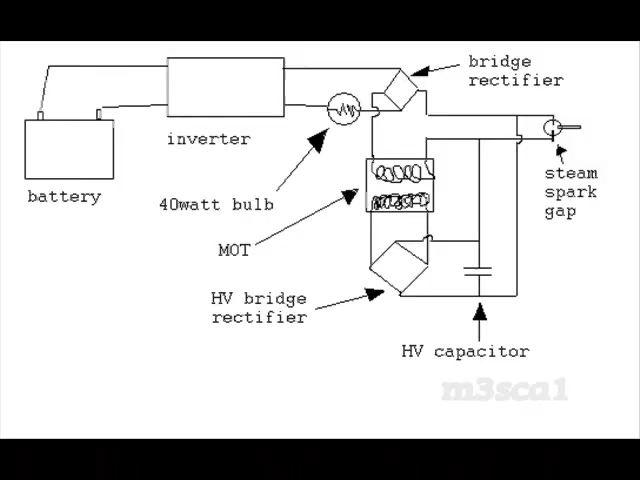 bridge
rectifier
inverter
battery
40watt bulb
steam
spark
gap
MOT
HV bridge
rectifier
HV capacitor
m3sca1